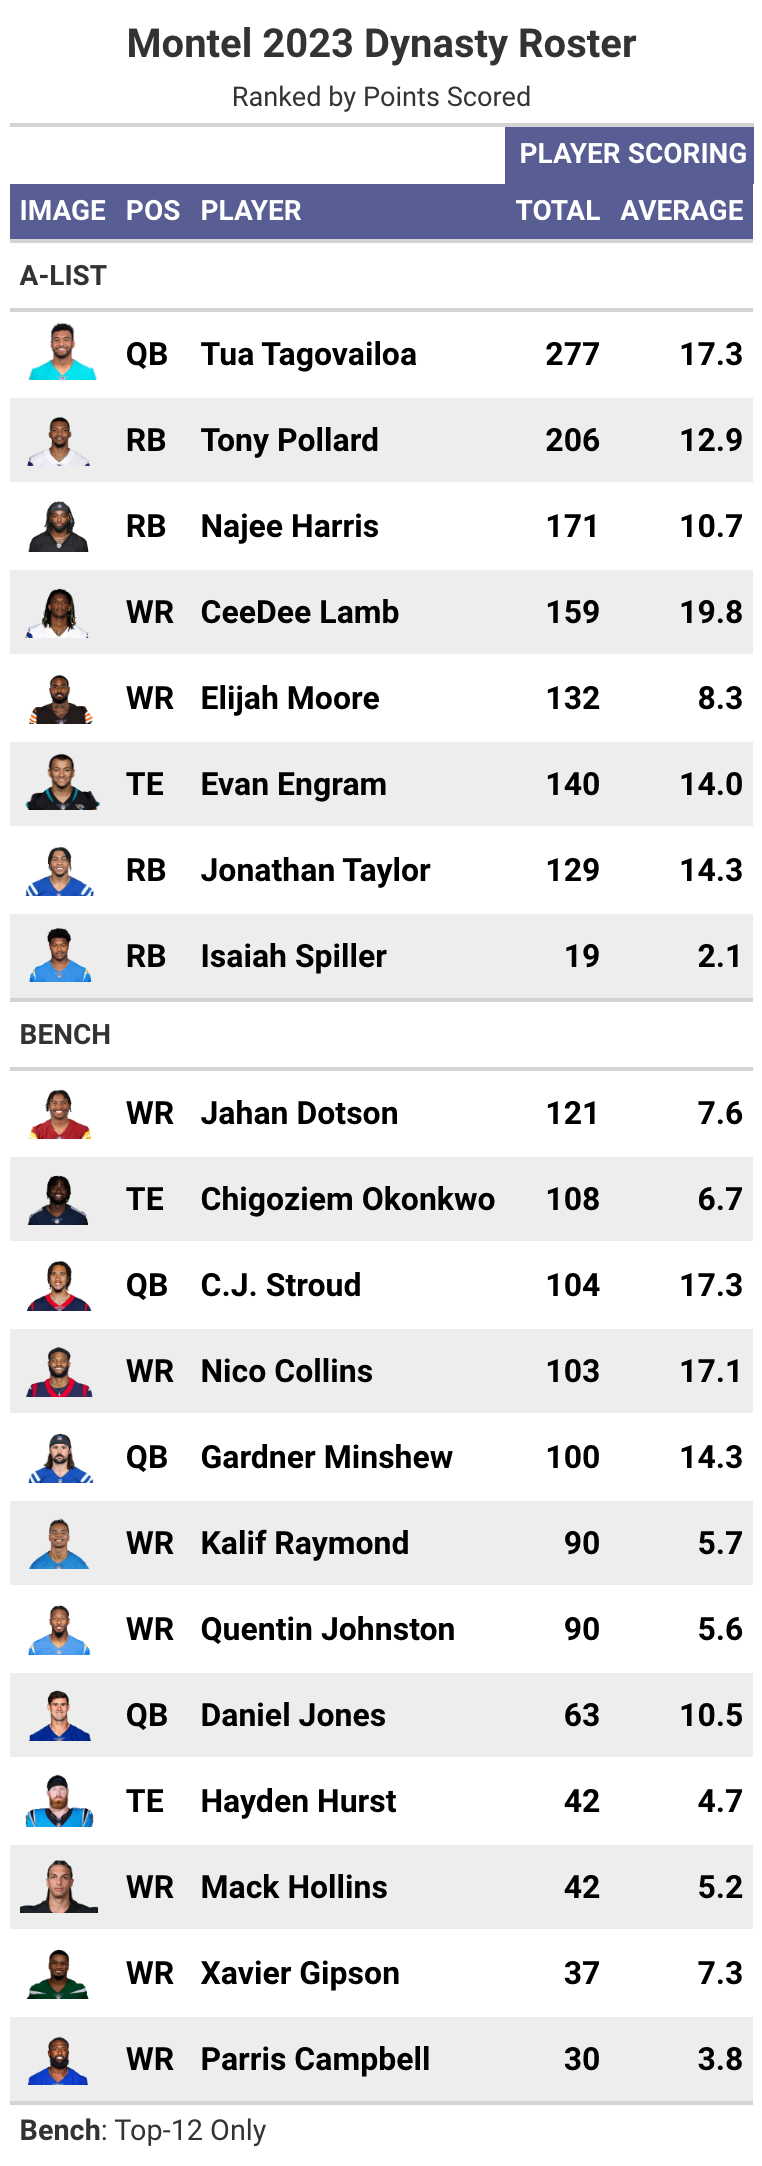 Montel 2023 Dynasty Roster
Ranked by Points Scored
PLAYER SCORING
IMAGE POS PLAYER TOTAL AVERAGE
A-LIST
QB Tua Tagovailoa 277 17.3
RB Tony Pollard 206 12.9
RB Najee Harris 171 10.7
WR CeeDee Lamb 159 19.8
WR Elijah Moore 132 8.3
TE Evan Engram 140 14.0
RB Jonathan Taylor 129 14.3
RB Isaiah Spiller 19 2.1
BENCH
WR Jahan Dotson 121 7.6
TE Chigoziem Okonkwo 108 6.7
QB C.J. Stroud 104 17.3
WR Nico Collins 103 17.1
QB Gardner Minshew 100 14.3
WR Kalif Raymond 90 5.7
WR Quentin Johnston 90 5.6
QB Daniel Jones 63 10.5
TE Hayden Hurst 42 4.7
WR Mack Hollins 42 5.2
WR Xavier Gipson 37 7.3
WR Parris Campbell 30 3.8
Bench: Top-12 Only